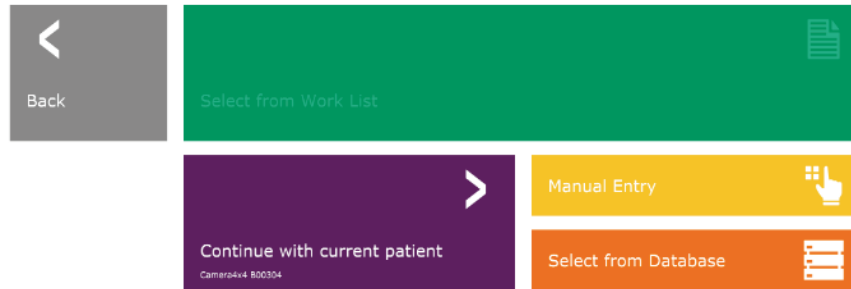 Back
Select from Work List
Continue with current patient
Camera4x4 B00304
Manual Entry
Select from Database